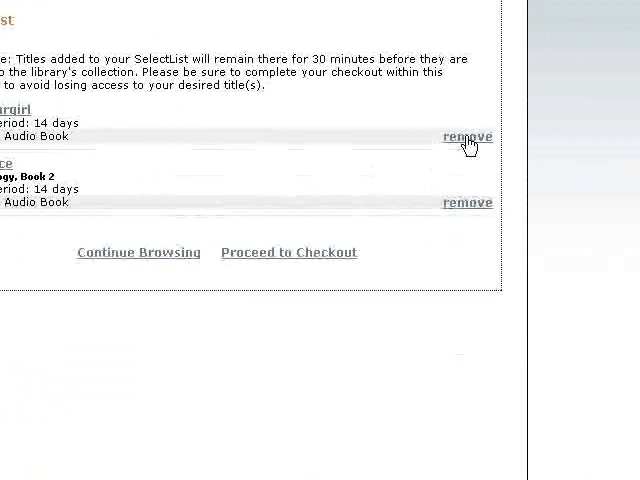 st
e: Titles added to your SelectList will remain there for 30 minutes before they are
o the library's collection. Please be sure to complete your checkout within this
to avoid losing access to your desired title(s).
argirl
eriod: 14 days
Audio Book remove
ce
ogy, Book 2
eriod: 14 days
Audio Book remove
Continue Browsing Proceed to Checkout